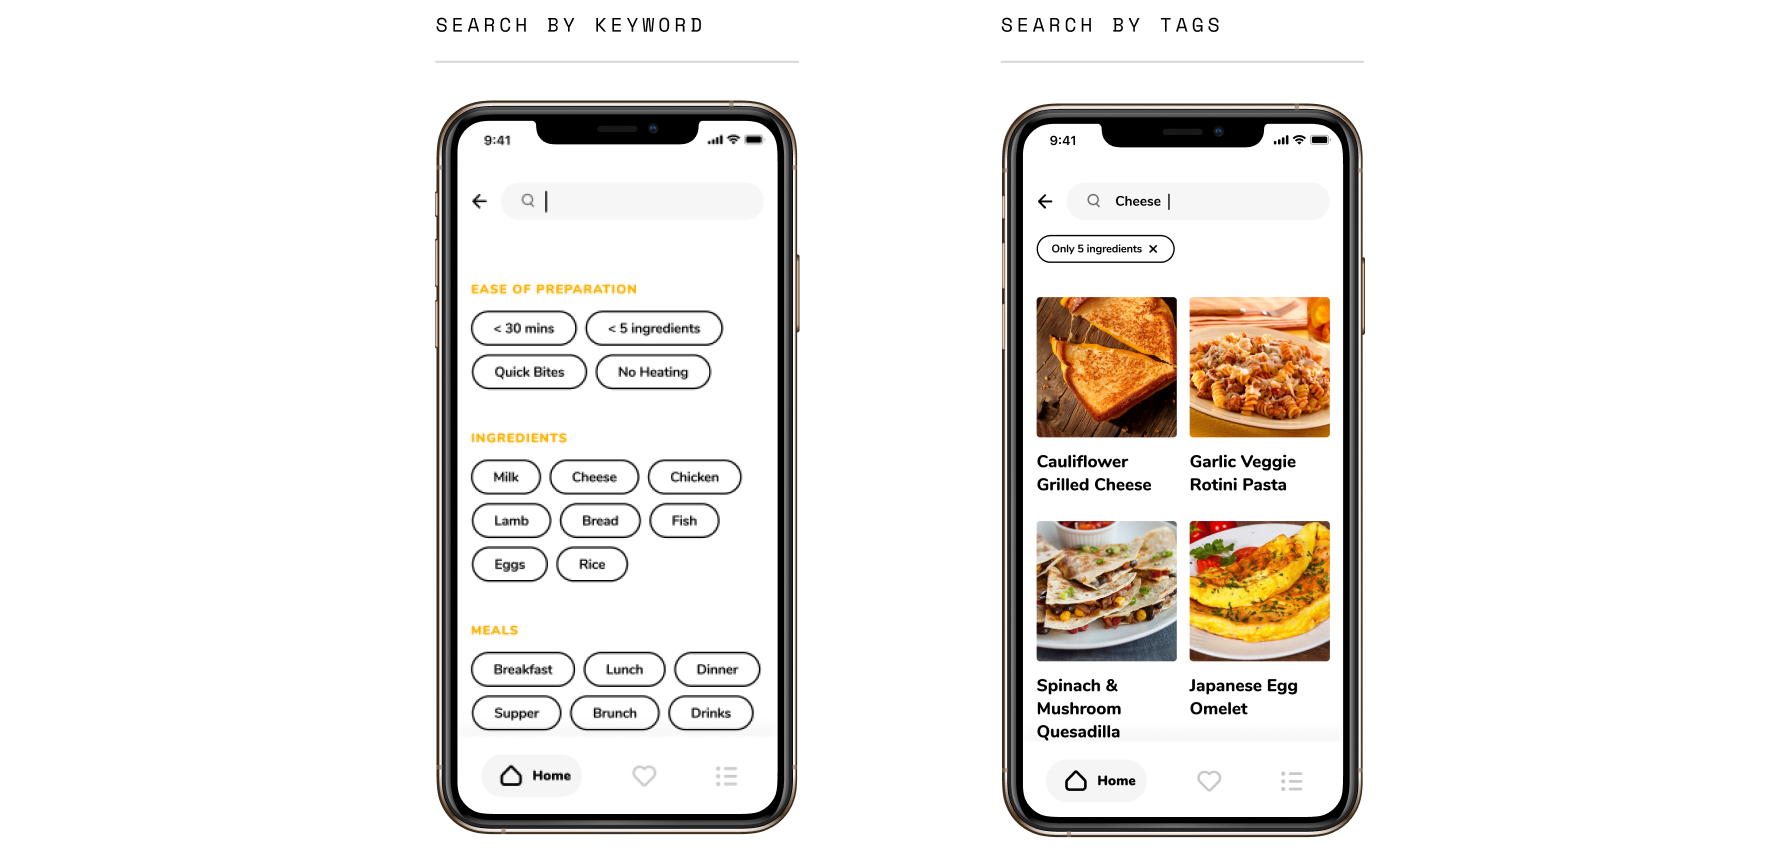 SEARCH BY KEYWORD
9:41
EASE OF PREPARATION
< 30 mins
< 5 ingredients
Quick Bites
No Heating
INGREDIENTS
Milk
Cheese
Chicken
Lamb
Bread
Fish
Eggs
Rice
MEALS
Breakfast
Lunch
Dinner
Supper
Brunch
Drinks
Home
SEARCH BY TAGS
9:41
Cheese
Only 5 ingredients ×
Cauliflower
Grilled Cheese
Garlic Veggie
Rotini Pasta
Spinach &
Mushroom
Quesadilla
Japanese Egg
Omelet
Home